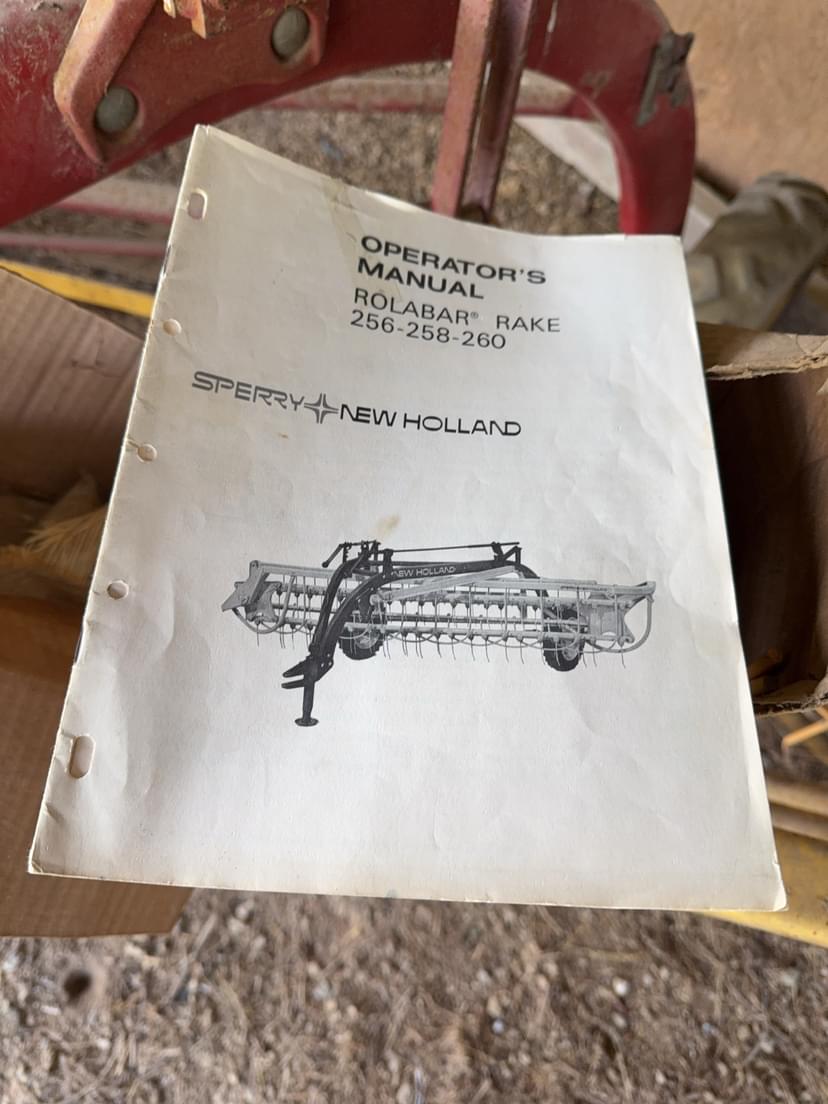 OPERATOR'S
MANUAL
ROLABAR® RAKE
256-258-260
SPERRY NEW HOLLAND
NEW HOLLAND